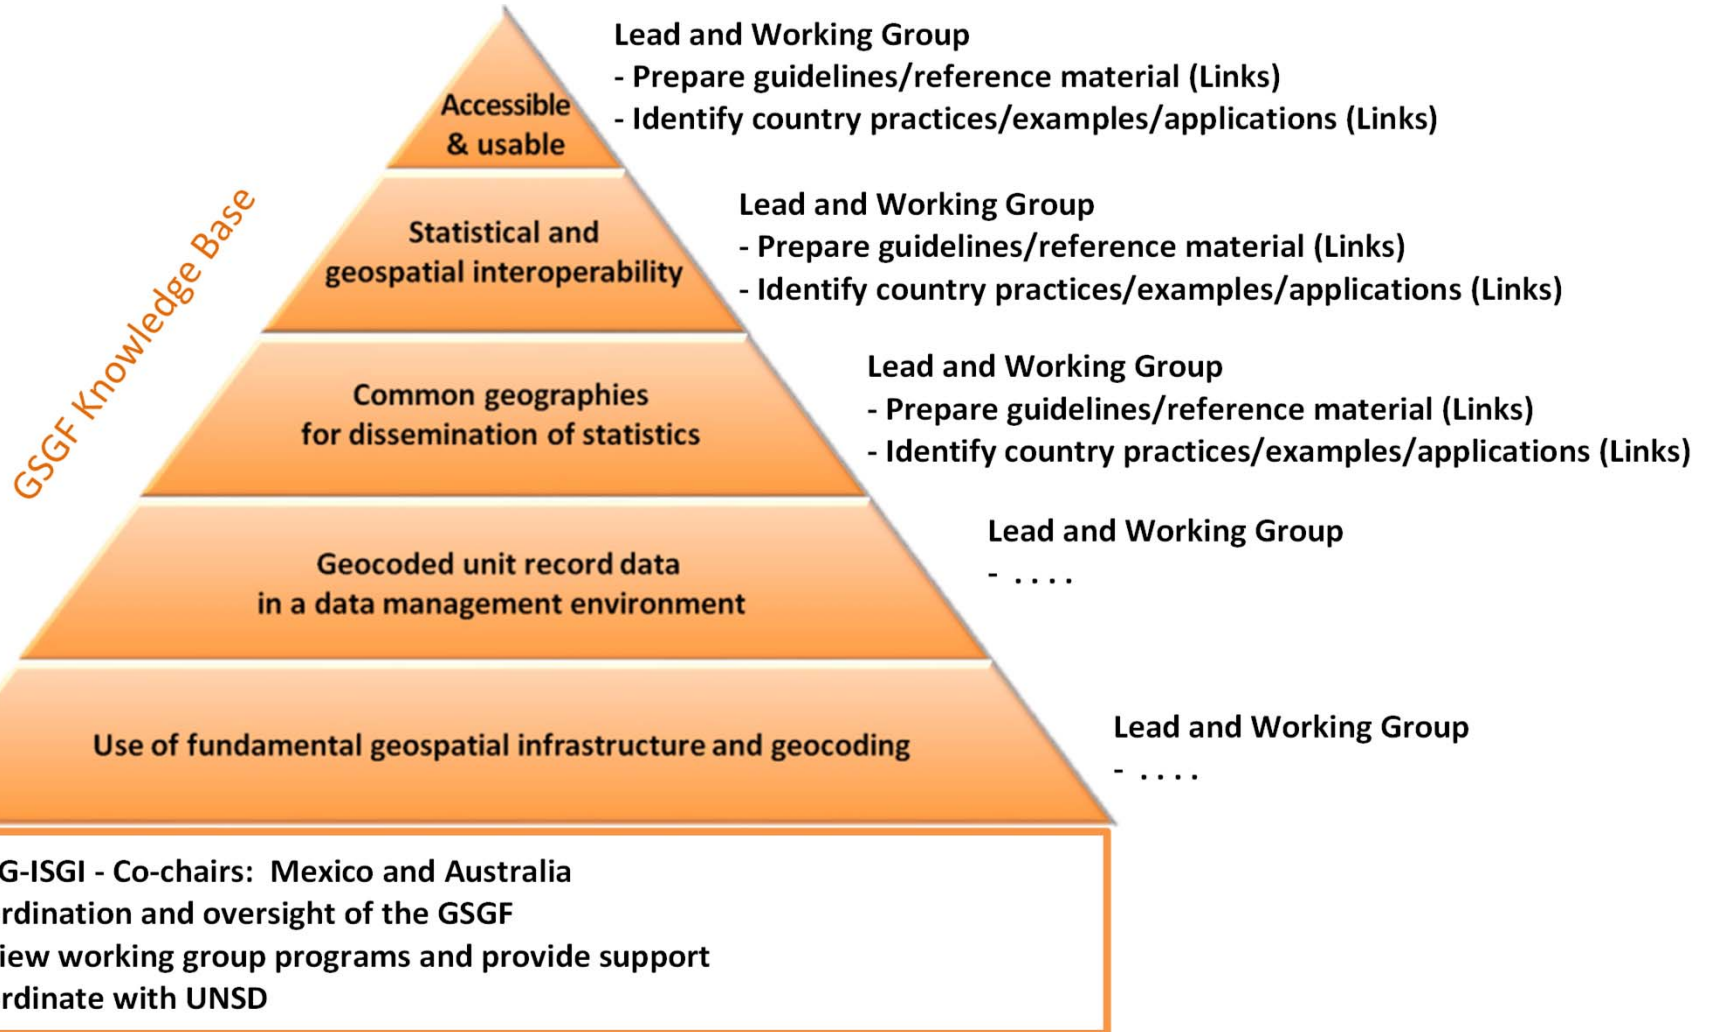 Lead and Working Group
- Prepare guidelines/reference material (Links)
- Identify country practices/examples/applications (Links)
Accessible
& usable
GSGF Knowledge Base
Lead and Working Group
- Prepare guidelines/reference material (Links)
- Identify country practices/examples/applications (Links)
Statistical and
geospatial interoperability
Lead and Working Group
- Prepare guidelines/reference material (Links)
- Identify country practices/examples/applications (Links)
Common geographies
for dissemination of statistics
Lead and Working Group
- . . . .
Geocoded unit record data
in a data management environment
Lead and Working Group
- . . . .
Use of fundamental geospatial infrastructure and geocoding
G-ISGI - Co-chairs: Mexico and Australia
rdination and oversight of the GSGF
iew working group programs and provide support
rdinate with UNSD